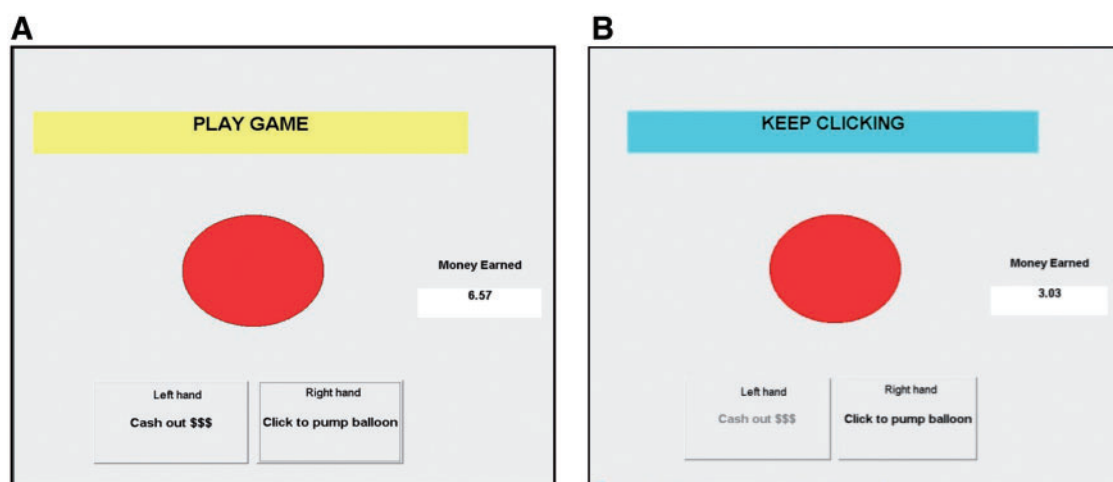 A
PLAY GAME
Money Earned
6.57
Left hand
Cash out $$$
Right hand
Click to pump balloon
B
KEEP CLICKING
Money Earned
3.03
Left hand
Cash out $$$
Right hand
Click to pump balloon